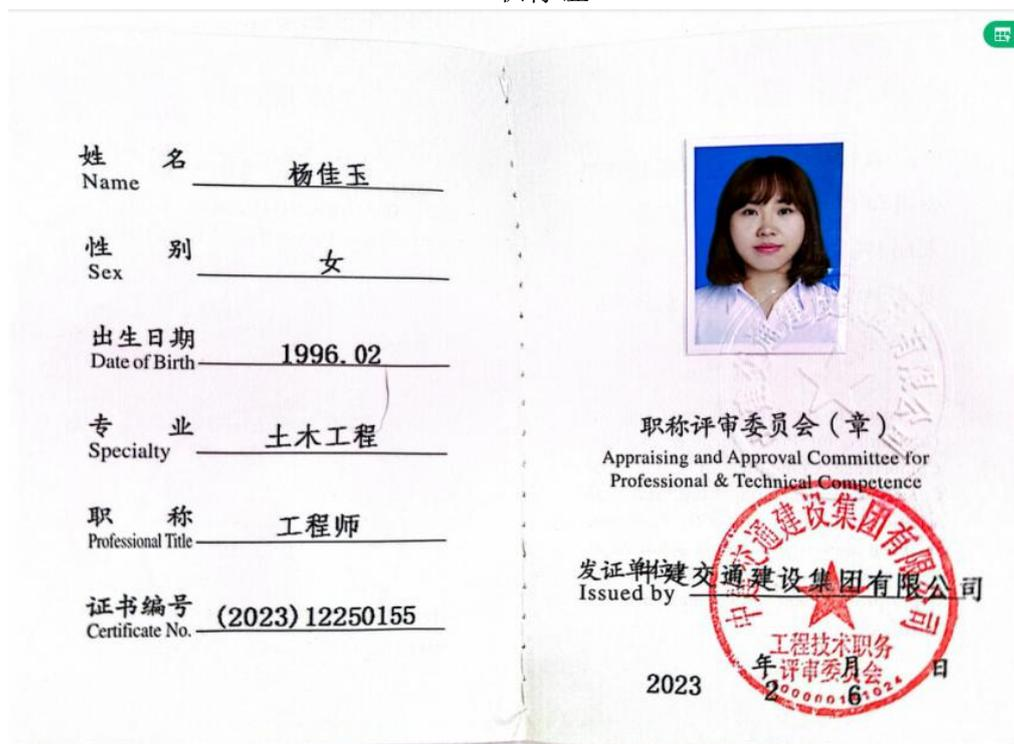 姓 名
Name 杨佳玉
性 别
Sex 女
出生日期
Date of Birth 1996.02
专 业
Specialty 土木工程
职 称
Professional Title 工程师
证书编号
Certificate No. (2023)12250155
职称评审委员会(章)
Appraising and Approval Committee for
Professional & Technical Competence
发证单位 中建交通建设集团有限公司
Issued by
年 月 日
2023 2 6
中建交通建设集团有限公司
工程技术职务
评审委员会